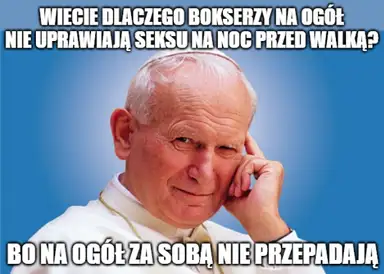 WIECIE DLACZEGO BOKSERZY NA OGÓŁ
NIE UPRAWIAJĄ SEKSU NA NOC PRZED WALKĄ?
BO NA OGÓŁ ZA SOBĄ NIE PRZEPADAJĄ